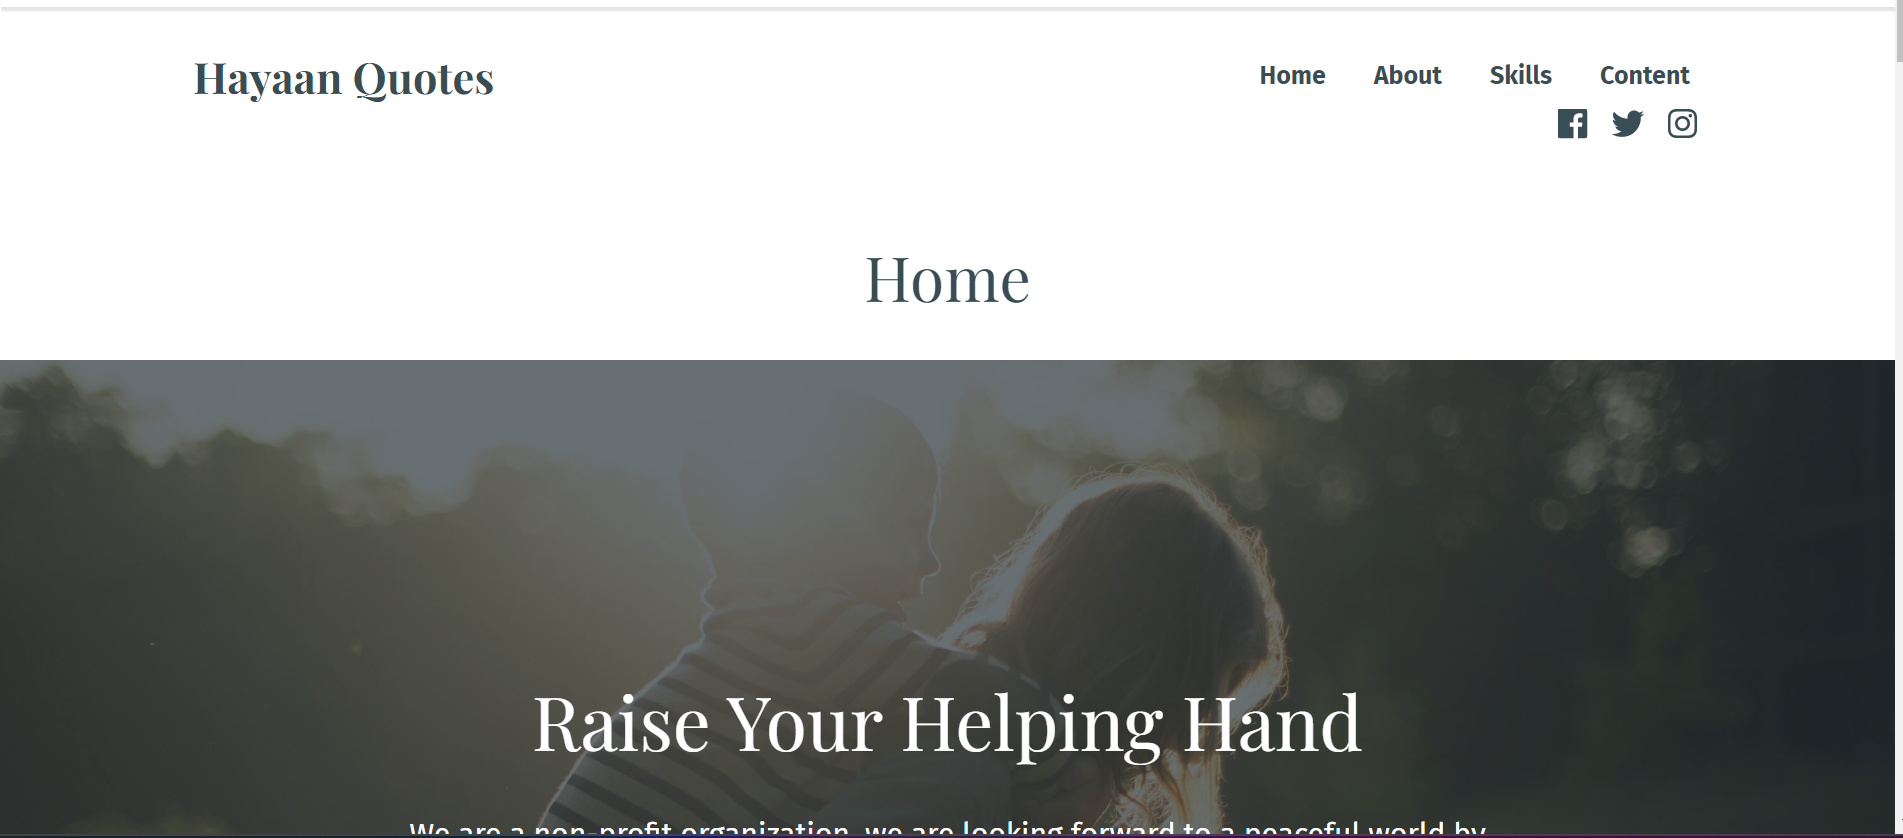 Hayaan Quotes
Home About Skills Content
Home
Raise Your Helping Hand
We are a non-profit organization, we are looking forward to a peaceful world by